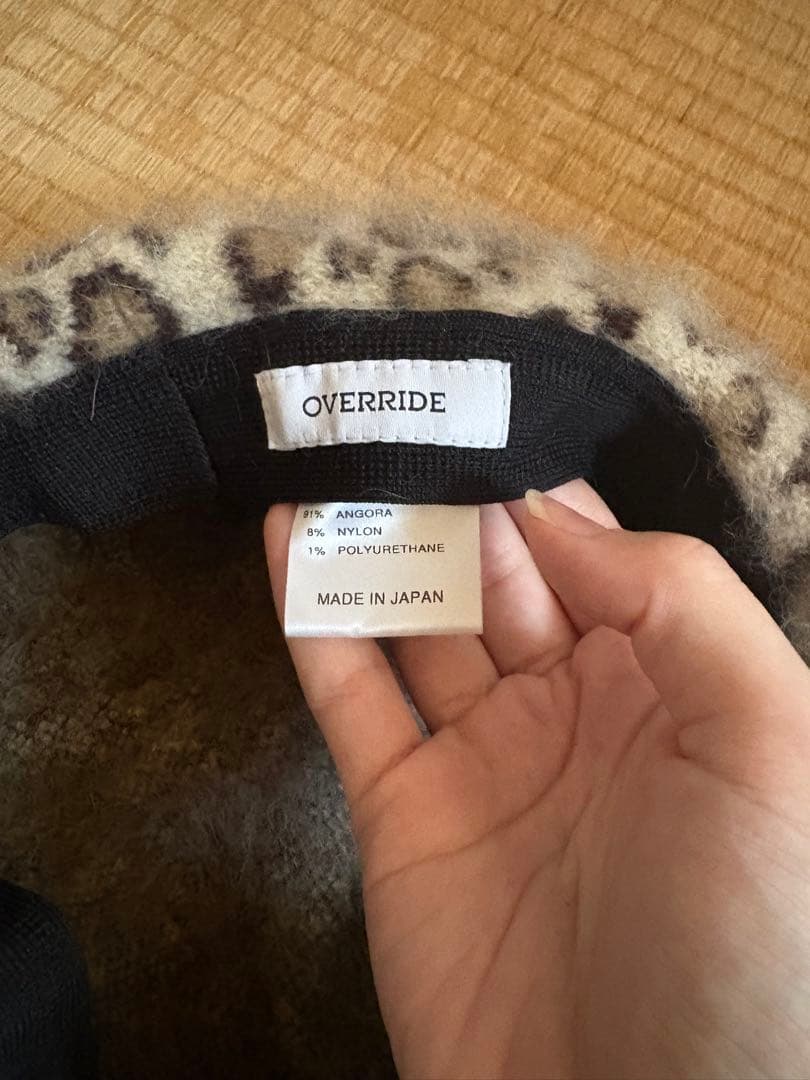 OVERRIDE
91% ANGORA
8% NYLON
1% POLYURETHANE
MADE IN JAPAN